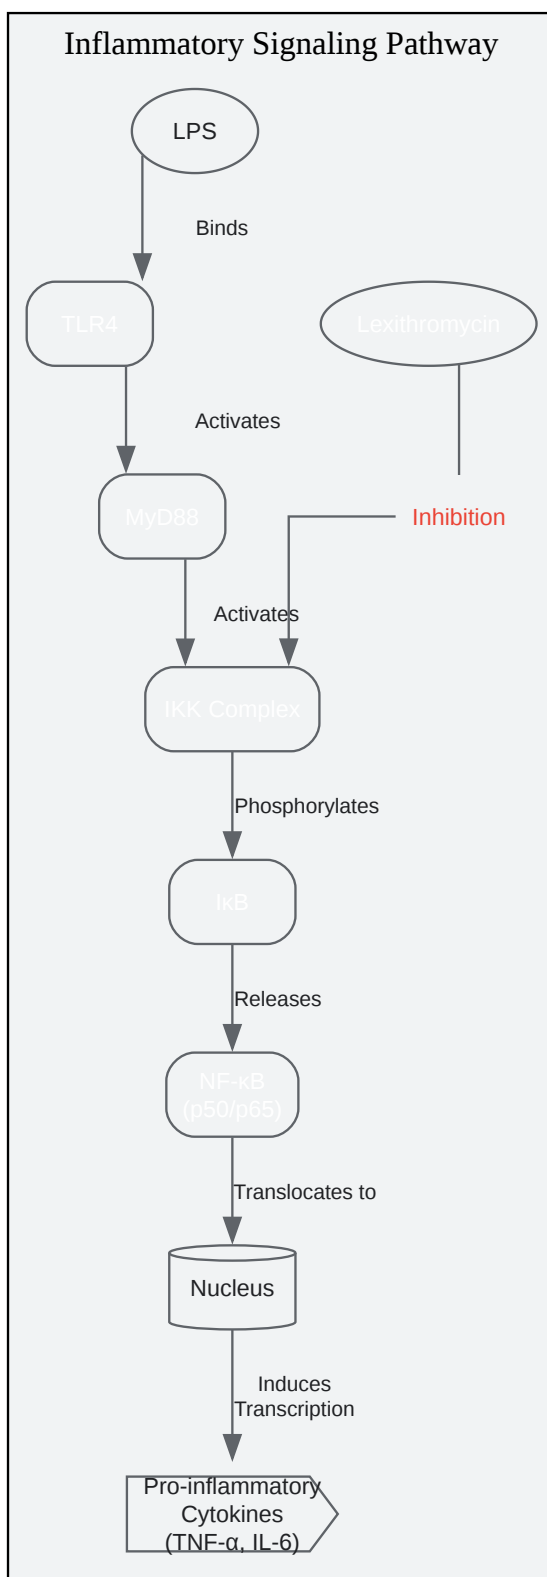 Inflammatory Signaling Pathway
LPS
Binds
TLR4
Lexithromycin
Activates
MyD88
Inhibition
Activates
IKK Complex
Phosphorylates
IκB
Releases
NF-κB
(p50/p65)
Translocates to
Nucleus
Induces
Transcription
Pro-inflammatory
Cytokines
(TNF-α, IL-6)